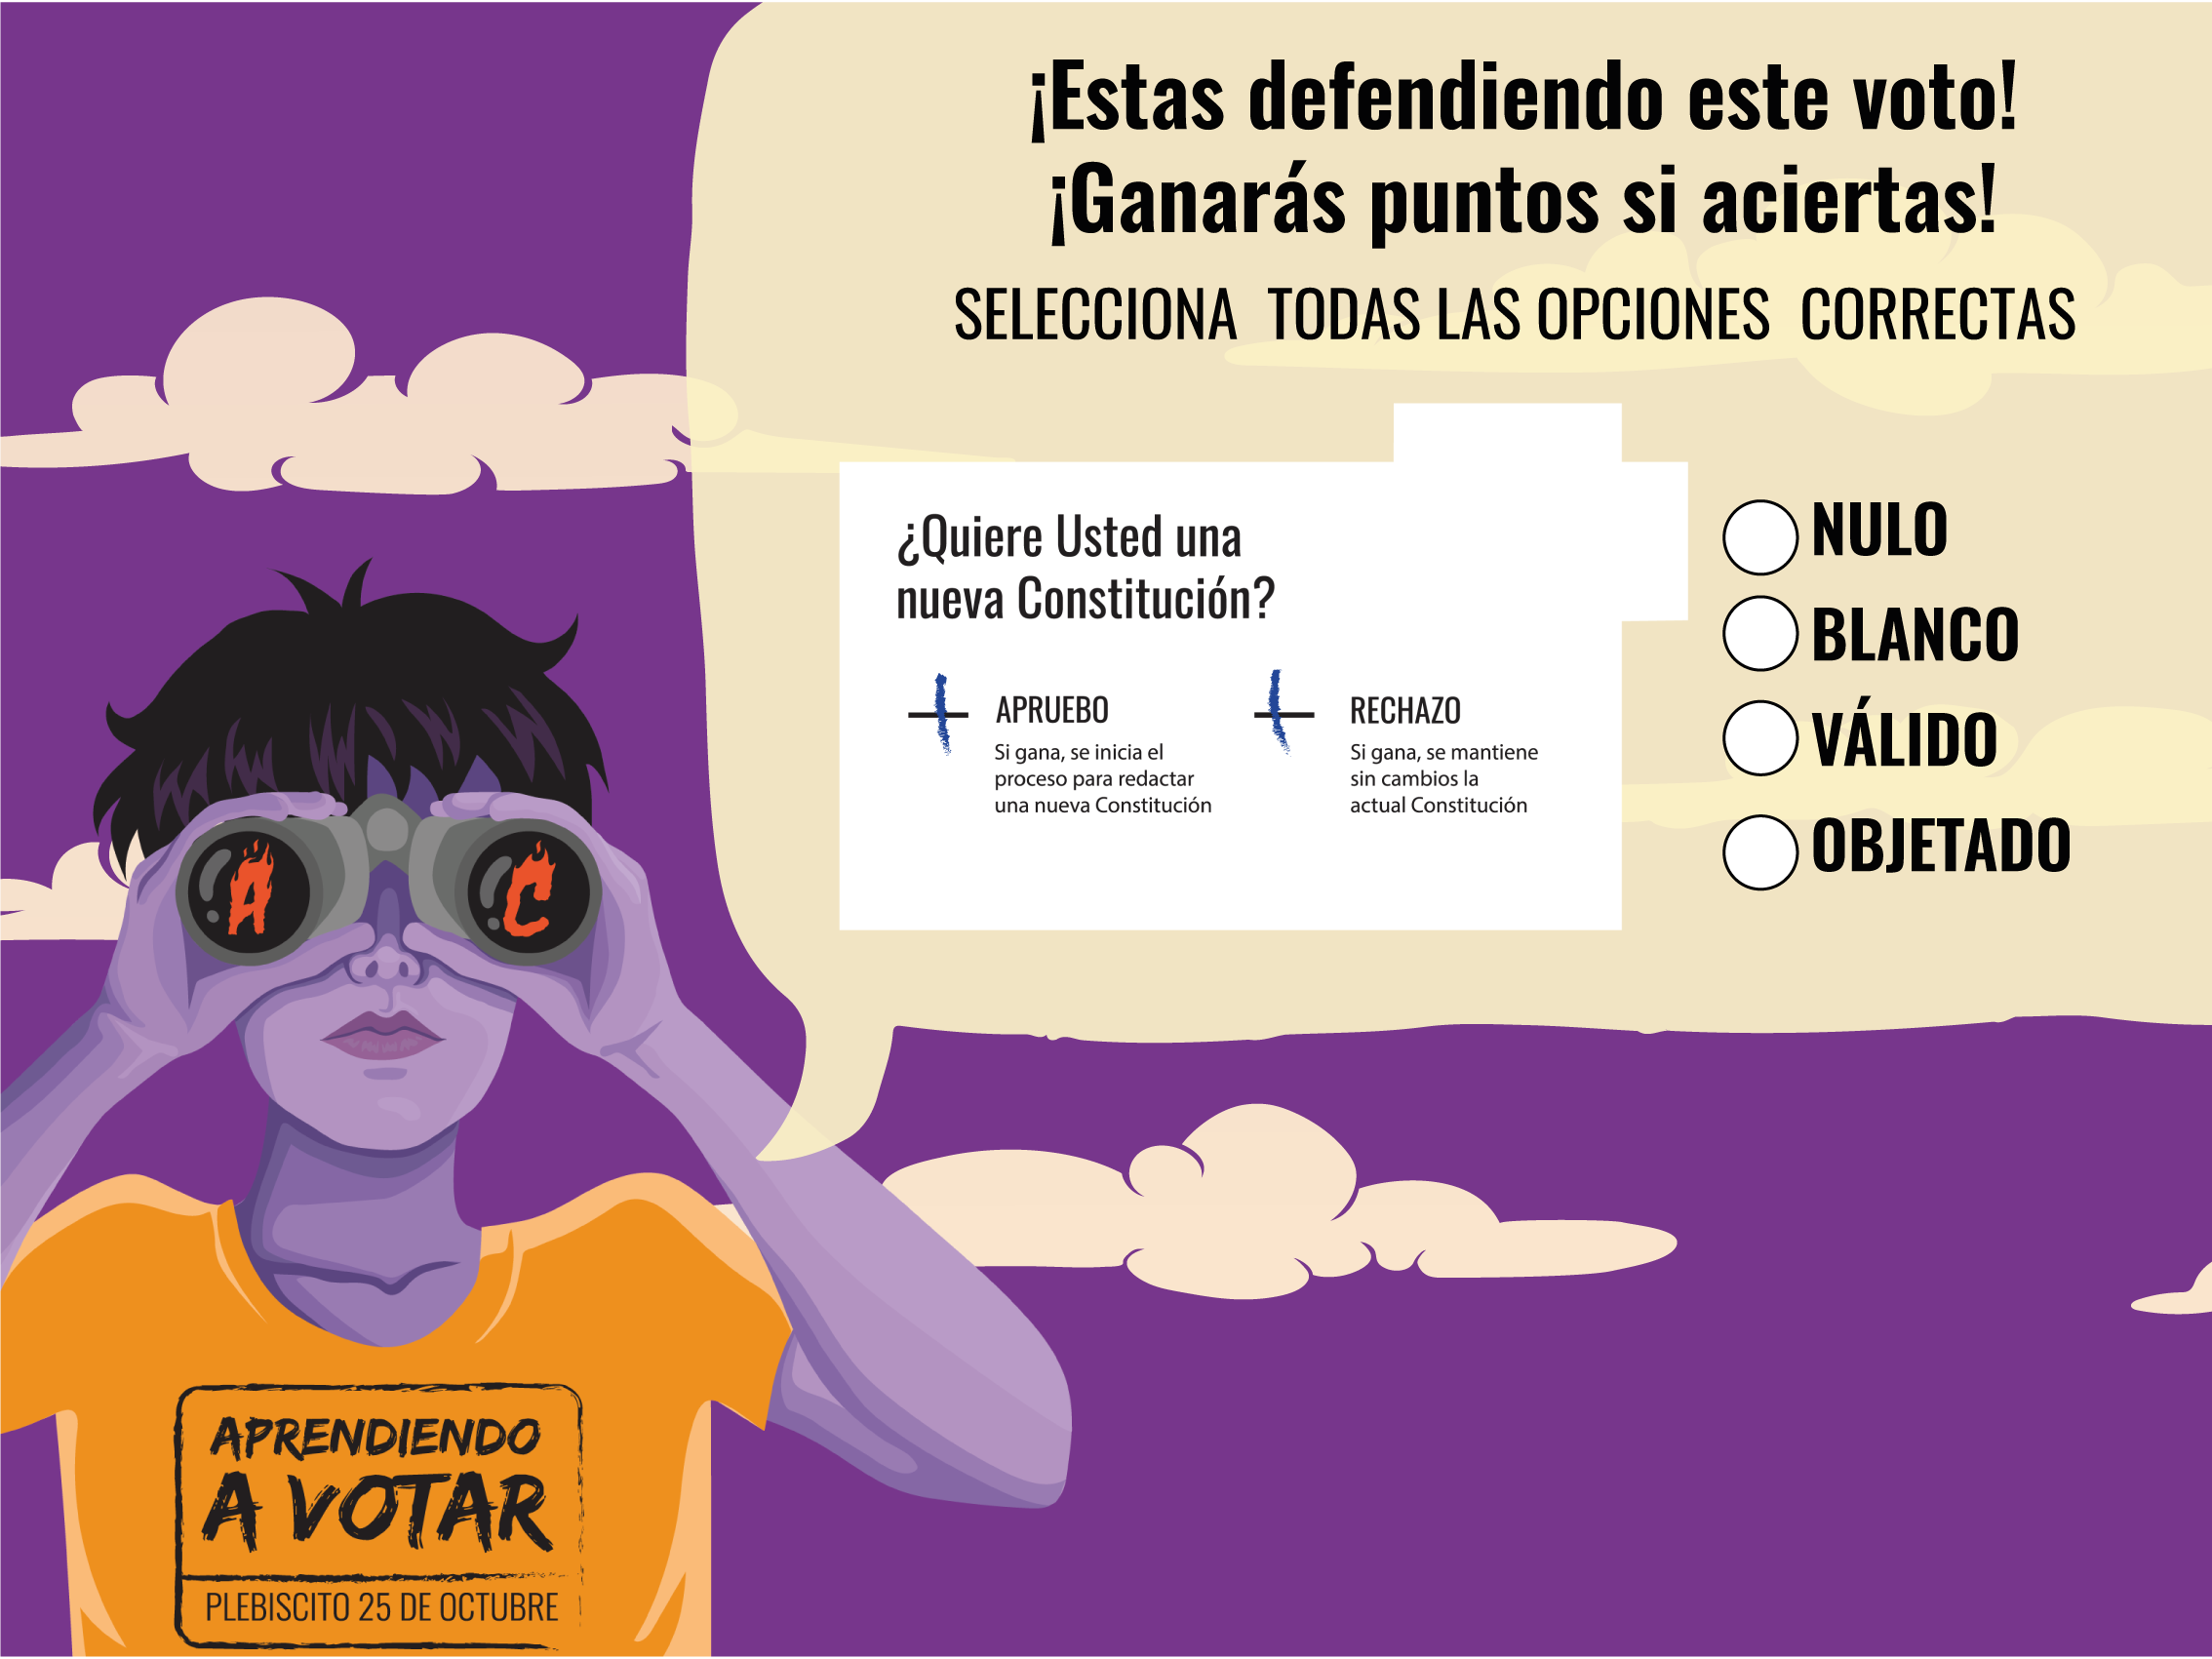 ¡Estas defendiendo este voto!
¡Ganarás puntos si aciertas!
SELECCIONA TODAS LAS OPCIONES CORRECTAS
¿Quiere Usted una
nueva Constitución?
APRUEBO
Si gana, se inicia el
proceso para redactar
una nueva Constitución
RECHAZO
Si gana, se mantiene
sin cambios la
actual Constitución
NULO
BLANCO
VÁLIDO
OBJETADO
A C
APRENDIENDO
A VOTAR
PLEBISCITO 25 DE OCTUBRE